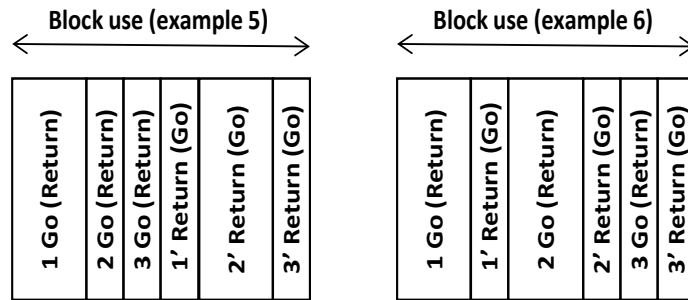 Block use (example 5)
1 Go (Return)
2 Go (Return)
3 Go (Return)
1’ Return (Go)
2’ Return (Go)
3’ Return (Go)
Block use (example 6)
1 Go (Return)
1’ Return (Go)
2 Go (Return)
2’ Return (Go)
3 Go (Return)
3’ Return (Go)